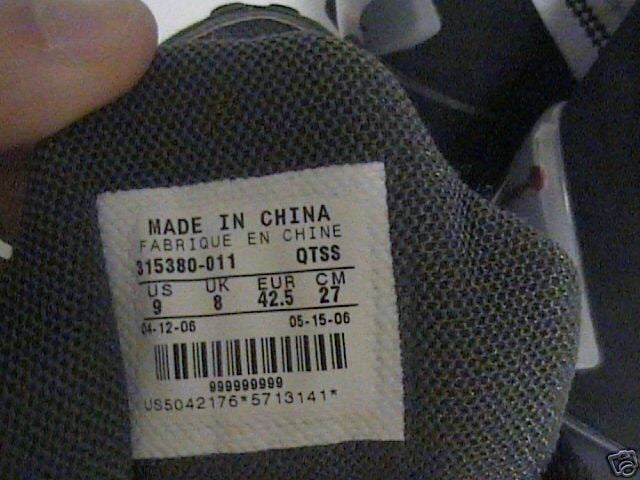 MADE IN CHINA
FABRIQUE EN CHINE
315380-011 QTSS
US UK EUR CM
9 8 42.5 27
04-12-06 05-15-06
999999999
US5042176*5713141*